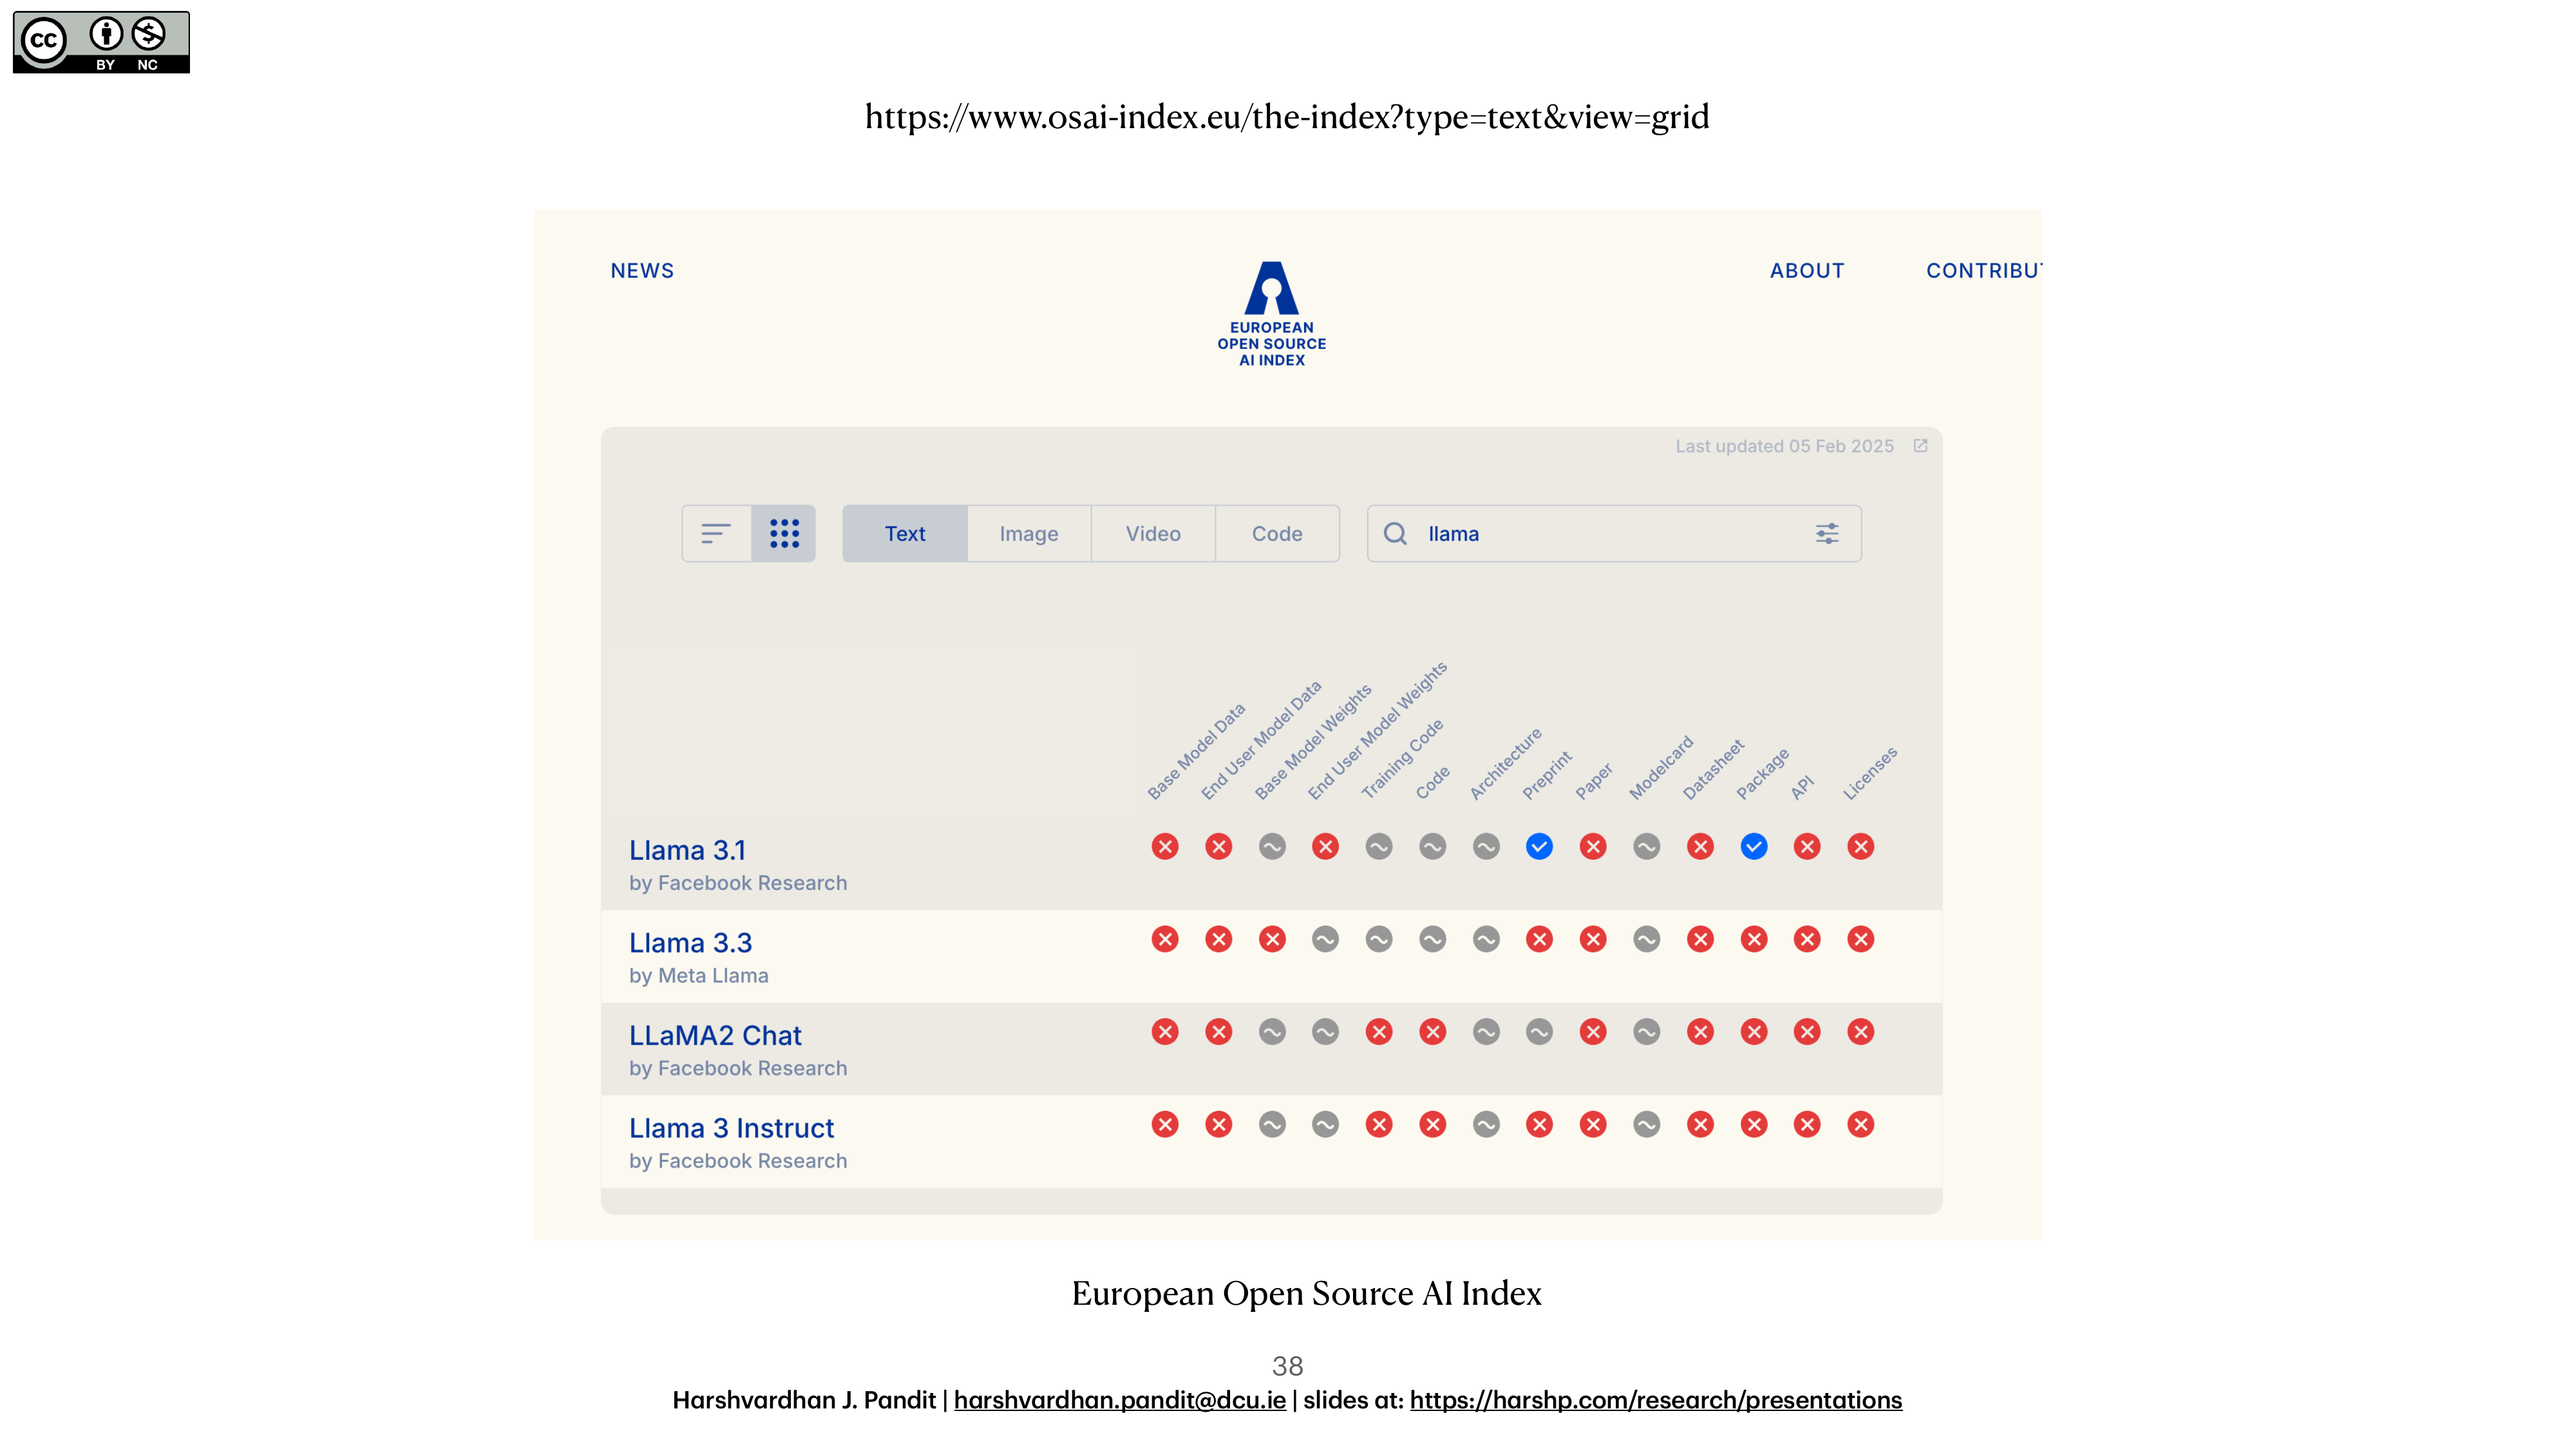 CC BY NC
https://www.osai-index.eu/the-index?type=text&view=grid
NEWS
ABOUT
CONTRIBUT
EUROPEAN
OPEN SOURCE
AI INDEX
Last updated 05 Feb 2025
Text Image Video Code
llama
Base Model Data
End User Model Data
Base Model Weights
End User Model Weights
Training Code
Code
Architecture
Preprint
Paper
Modelcard
Datasheet
Package
API
Licenses
Llama 3.1
by Facebook Research
Llama 3.3
by Meta Llama
LLaMA2 Chat
by Facebook Research
Llama 3 Instruct
by Facebook Research
European Open Source AI Index
38
Harshvardhan J. Pandit | harshvardhan.pandit@dcu.ie | slides at: https://harshp.com/research/presentations